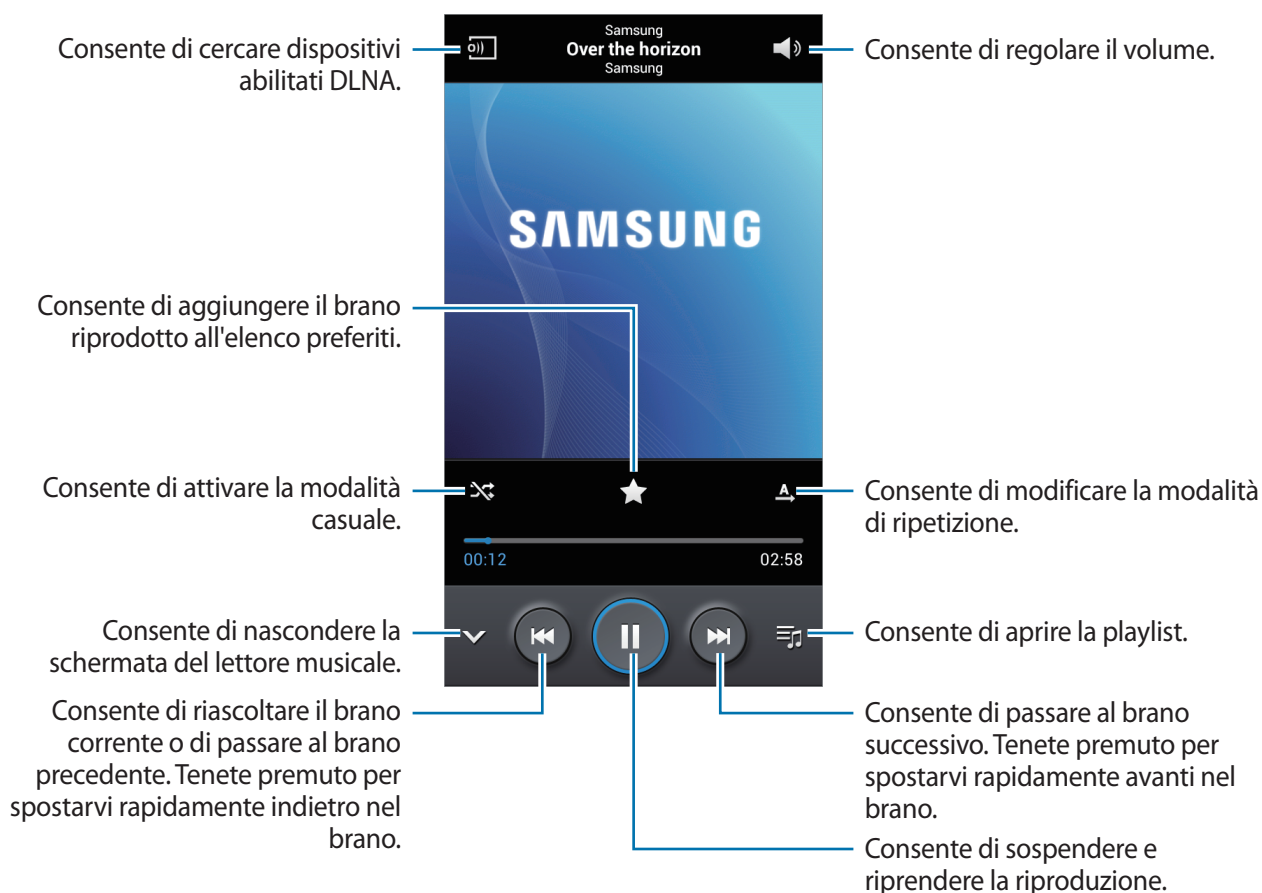 Samsung
Over the horizon
Samsung
Consente di cercare dispositivi
abilitati DLNA.
Consente di regolare il volume.
SAMSUNG
Consente di aggiungere il brano
riprodotto all'elenco preferiti.
Consente di attivare la modalità
casuale.
A
Consente di modificare la modalità
di ripetizione.
00:12
02:58
Consente di nascondere la
schermata del lettore musicale.
Consente di aprire la playlist.
Consente di riascoltare il brano
corrente o di passare al brano
precedente. Tenete premuto per
spostarvi rapidamente indietro nel
brano.
Consente di passare al brano
successivo. Tenete premuto per
spostarvi rapidamente avanti nel
brano.
Consente di sospendere e
riprendere la riproduzione.